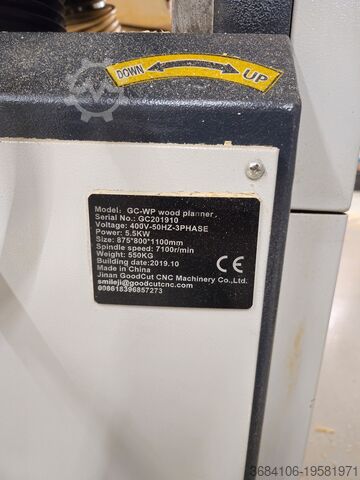 DOWN UP
Model: GC-WP wood planner
Serial No.: GC201910
Voltage: 400V-50HZ-3PHASE
Power: 5.5KW
Size: 875*800*1100mm
Spindle speed: 7100r/min
Weight: 550KG
Building date:2019.10
Made in China
Jinan GoodCut CNC Machinery Co.,Ltd.
smileji@goodcutcnc.com
008618396857273
CE
3684106-19581971